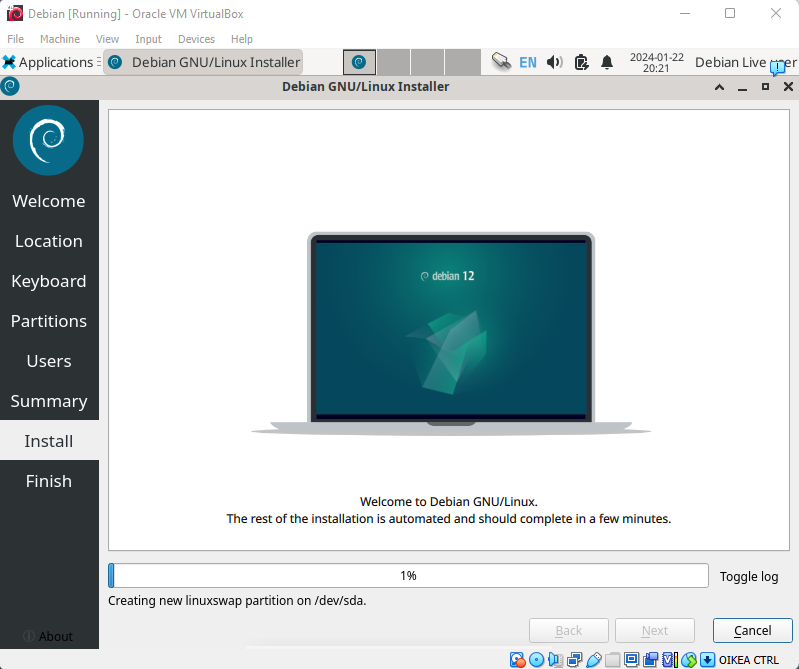 Debian [Running] - Oracle VM VirtualBox
File Machine View Input Devices Help
Applications Debian GNU/Linux Installer EN 2024-01-22 Debian Live user
20:21
Debian GNU/Linux Installer
Welcome
Location
Keyboard
Partitions
Users
Summary
Install
Finish
debian 12
Welcome to Debian GNU/Linux.
The rest of the installation is automated and should complete in a few minutes.
1%
Toggle log
Creating new linuxswap partition on /dev/sda.
About
Back Next Cancel
OIKEA CTRL